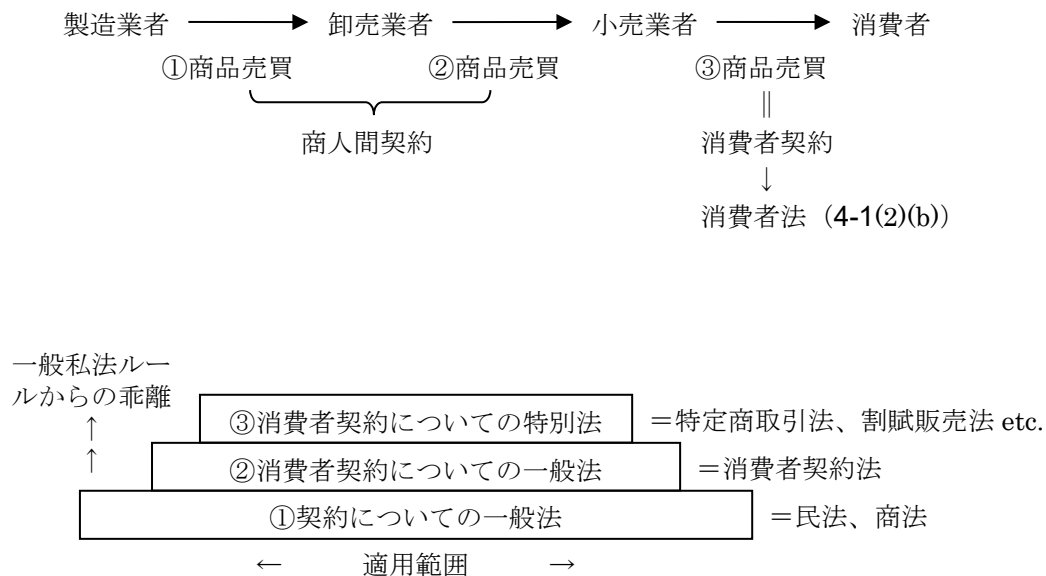 製造業者 卸売業者 小売業者 消費者
①商品売買 ②商品売買 ③商品売買
∥
商人間契約 消費者契約
↓
消費者法（4-1(2)(b)）
一般私法ルー
ルからの乖離
↑ ③消費者契約についての特別法 ＝特定商取引法、割賦販売法 etc.
↑ ②消費者契約についての一般法 ＝消費者契約法
①契約についての一般法 ＝民法、商法
← 適用範囲 →